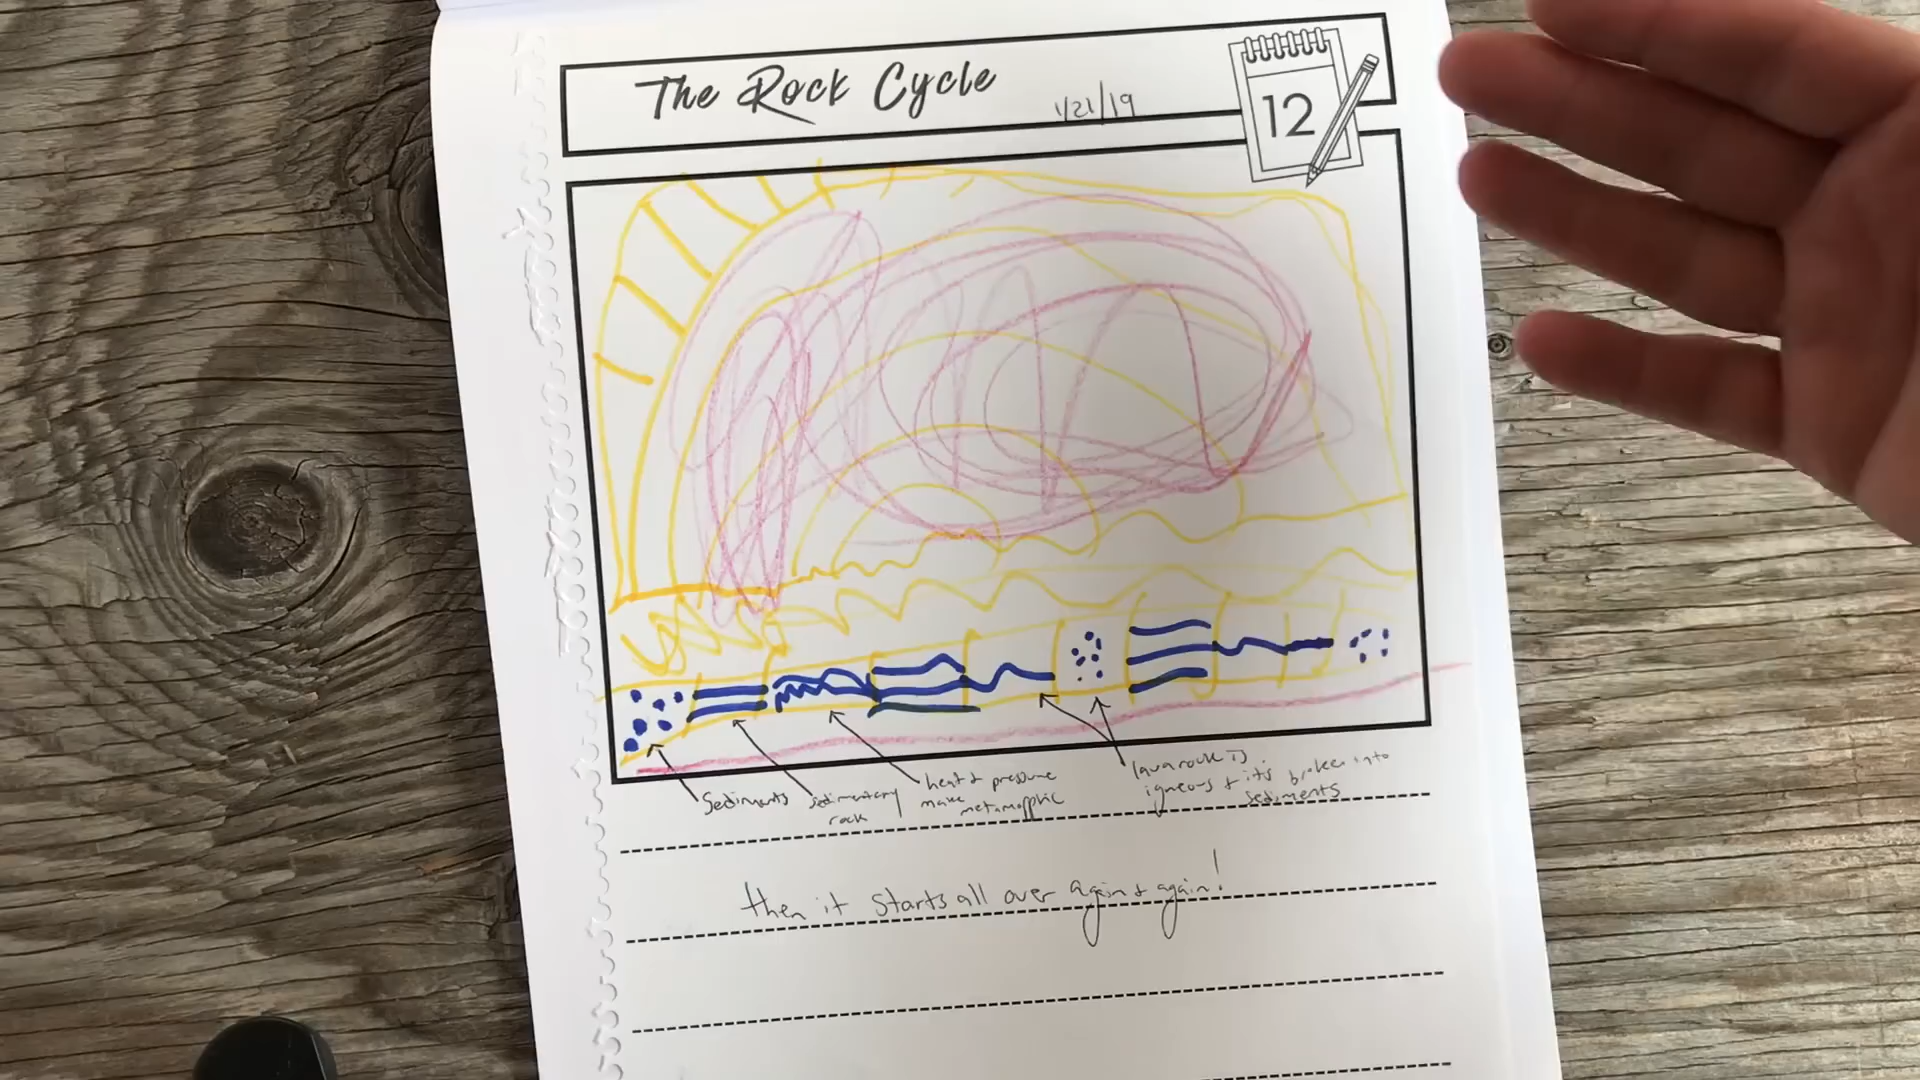 The Rock Cycle
1/21/19
12
Sediments
sedimentary
rock
heat & pressure
make metamorphic
lava rock is
igneous & it's broken into
sediments
then it starts all over again & again!